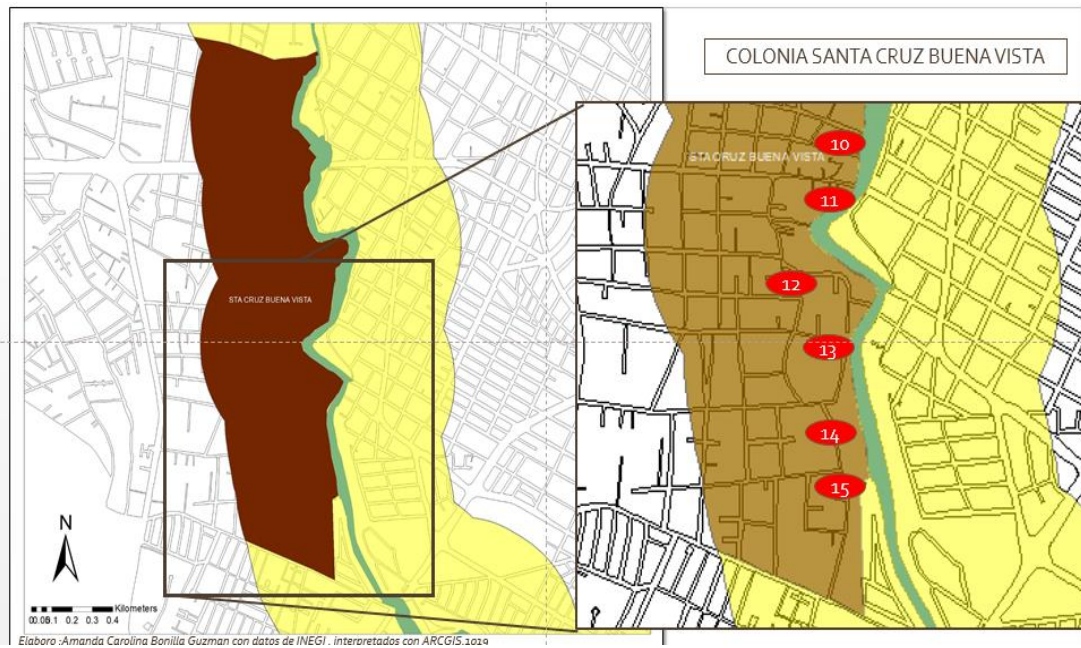 COLONIA SANTA CRUZ BUENA VISTA
10
STA CRUZ BUENA VISTA
11
12
STA CRUZ BUENA VISTA
13
14
15
N
Kilometers
0 0.05 0.1 0.2 0.3 0.4
Elaboro :Amanda Carolina Bonilla Guzman con datos de INEGI , interpretados con ARCGIS.1019